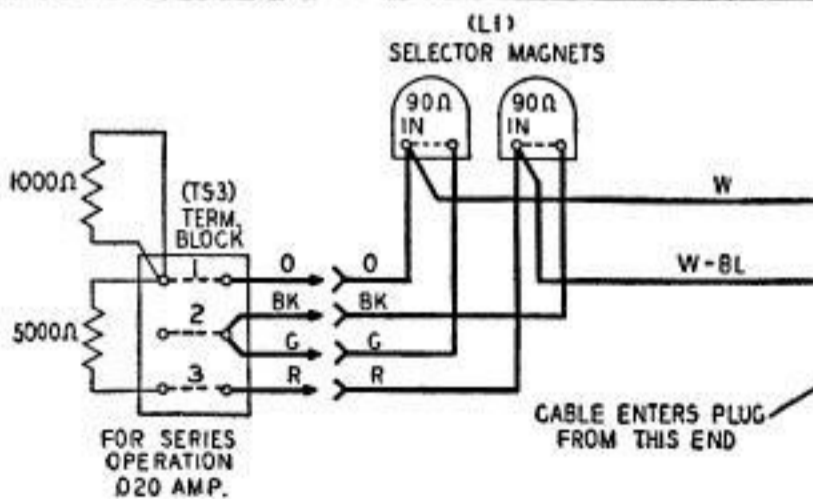 (L1)
SELECTOR MAGNETS
90Ω
IN
90Ω
IN
1000Ω
(TS3)
TERM.
BLOCK
W
1
O
O
W-BL
2
BK
BK
5000Ω
G
G
3
R
R
CABLE ENTERS PLUG
FROM THIS END
FOR SERIES
OPERATION
.020 AMP.